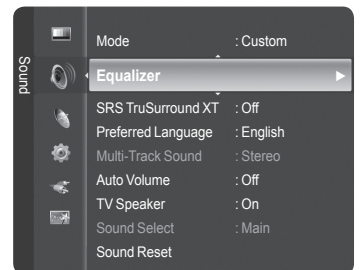 Sound
Mode : Custom
Equalizer
SRS TruSurround XT : Off
Preferred Language : English
Multi-Track Sound : Stereo
Auto Volume : Off
TV Speaker : On
Sound Select : Main
Sound Reset